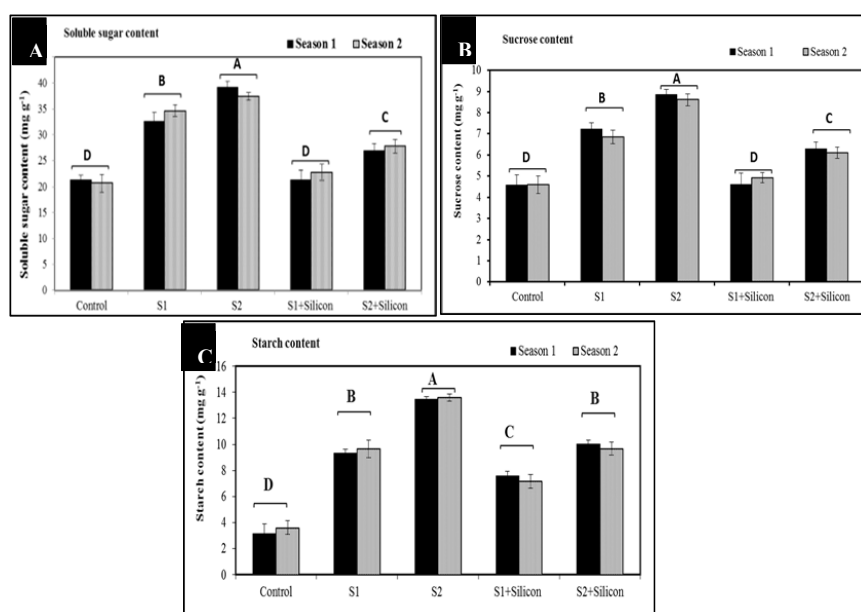 A
Soluble sugar content
Season 1 Season 2
Soluble sugar content (mg g-1)
40
35
30
25
20
15
10
5
0
D
B
A
D
C
Control S1 S2 S1+Silicon S2+Silicon
B
Sucrose content
Season 1 Season 2
Sucrose content (mg g-1)
10
9
8
7
6
5
4
3
2
1
0
D
B
A
D
C
Control S1 S2 S1+Silicon S2+Silicon
C
Starch content
Season 1 Season 2
Starch content (mg g-1)
16
14
12
10
8
6
4
2
0
D
B
A
C
B
Control S1 S2 S1+Silicon S2+Silicon